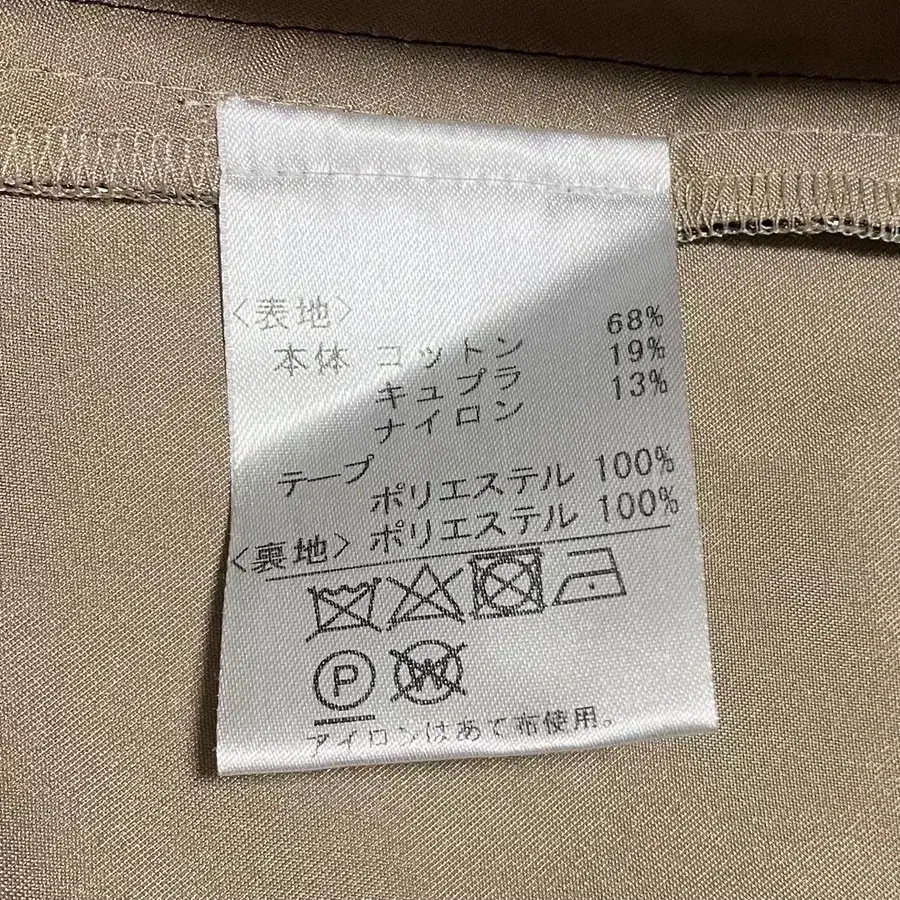 <表地>
本体 コットン 68%
キュプラ 19%
ナイロン 13%
テープ
ポリエステル 100%
<裏地> ポリエステル 100%
P W
アイロンはあて布使用。